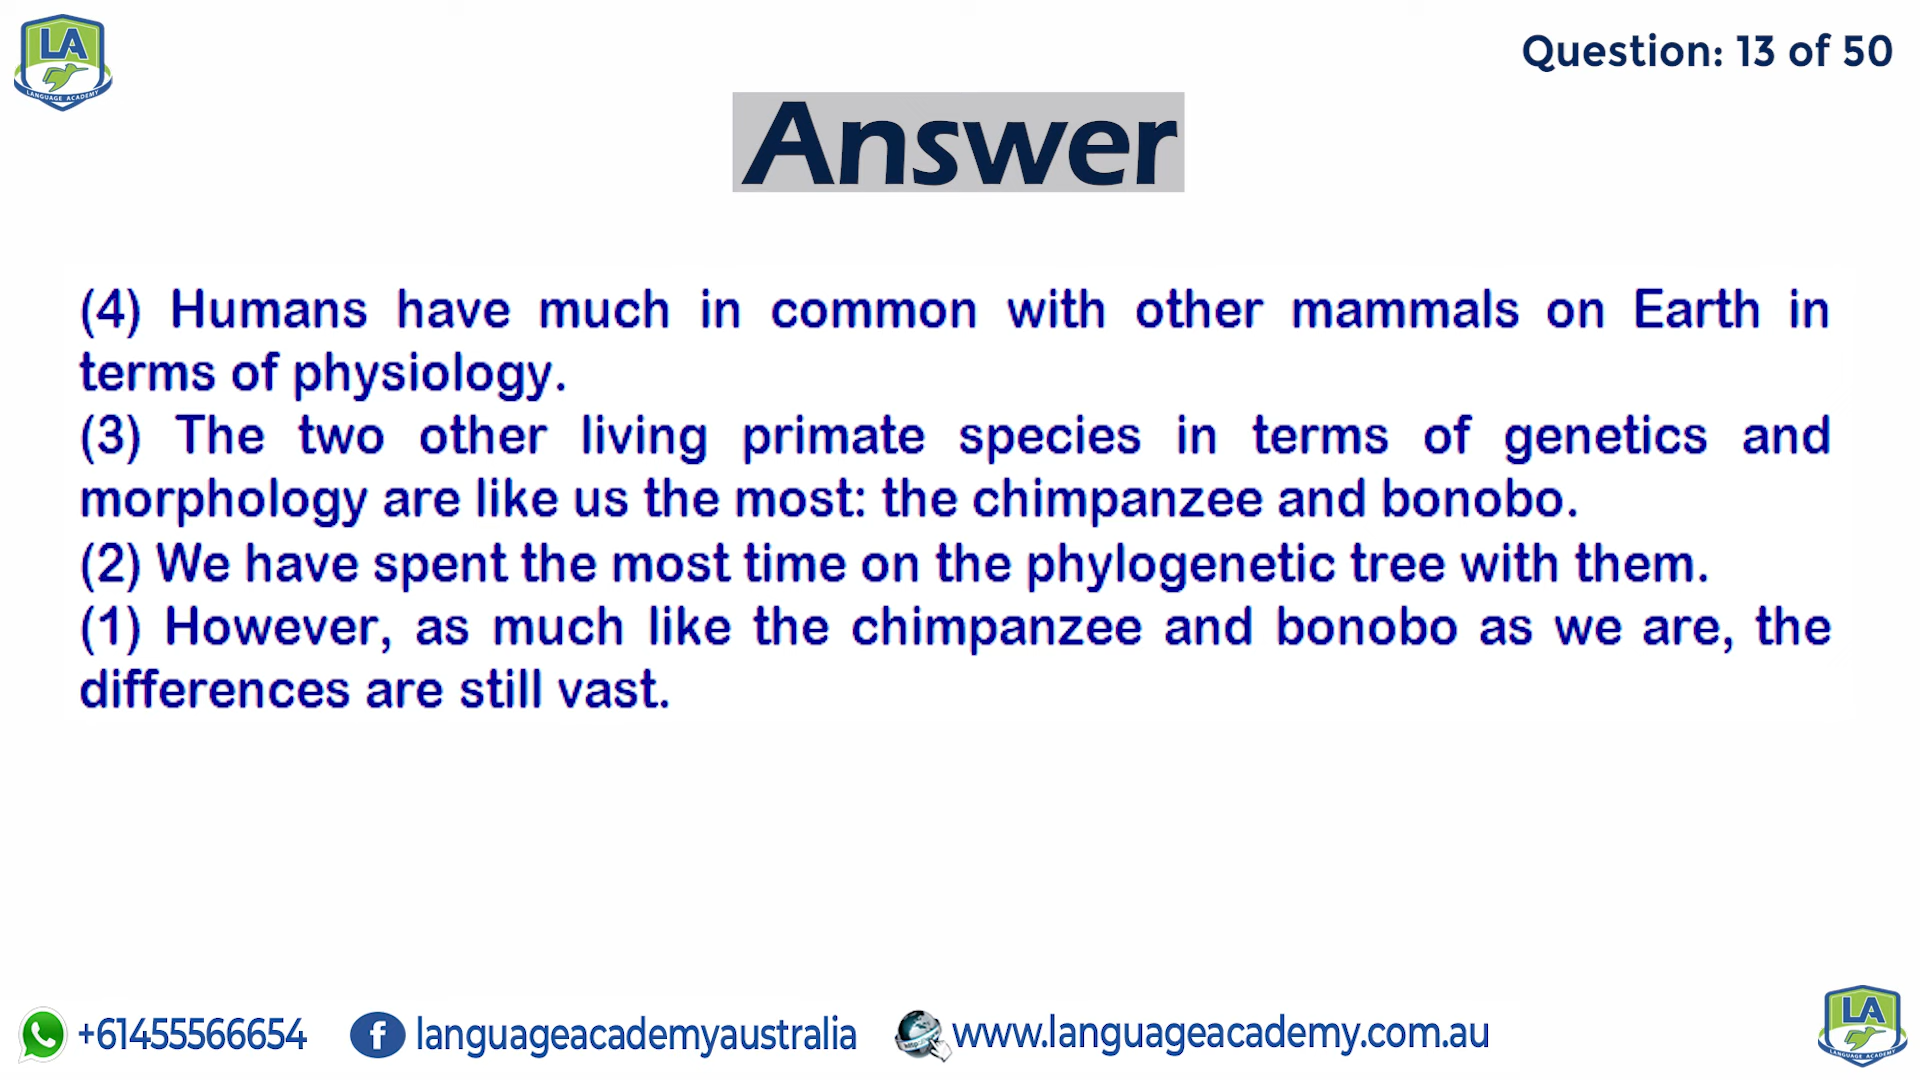 LA
LANGUAGE ACADEMY
Question: 13 of 50
Answer
(4) Humans have much in common with other mammals on Earth in
terms of physiology.
(3) The two other living primate species in terms of genetics and
morphology are like us the most: the chimpanzee and bonobo.
(2) We have spent the most time on the phylogenetic tree with them.
(1) However, as much like the chimpanzee and bonobo as we are, the
differences are still vast.
+61455566654
f languageacademyaustralia
www.languageacademy.com.au
LA
LANGUAGE ACADEMY